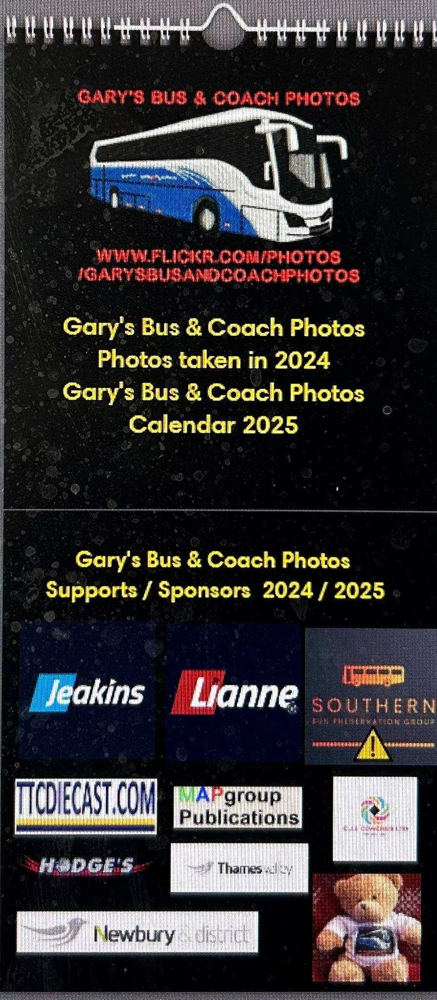 GARY'S BUS & COACH PHOTOS
WWW.FLICKR.COM/PHOTOS
/GARYSBUSANDCOACHPHOTOS
Gary's Bus & Coach Photos
Photos taken in 2024
Gary's Bus & Coach Photos
Calendar 2025
Gary's Bus & Coach Photos
Supports / Sponsors 2024 / 2025
Jeakins
Lianne
SOUTHERN
BUS PRESERVATION GROUP
TTCDIECAST.COM
MAPgroup
Publications
COACHES LTD
HODGE'S
Thames valley
Newbury & district